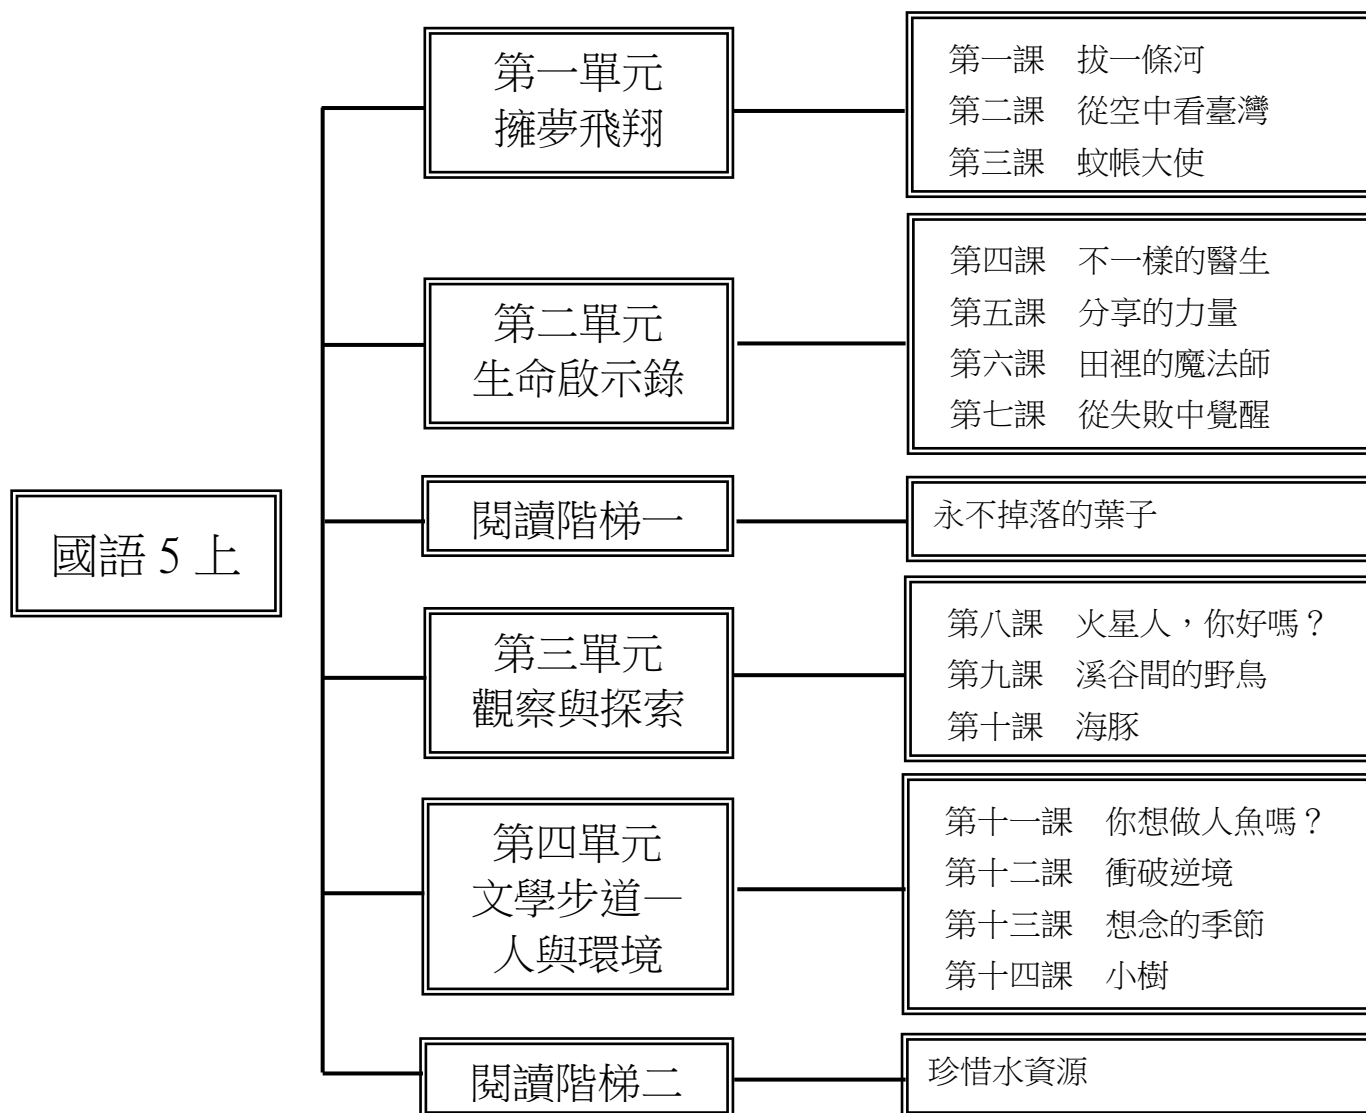 國語 5 上
第一單元
擁夢飛翔
第一課　拔一條河
第二課　從空中看臺灣
第三課　蚊帳大使
第二單元
生命啟示錄
第四課　不一樣的醫生
第五課　分享的力量
第六課　田裡的魔法師
第七課　從失敗中覺醒
閱讀階梯一
永不掉落的葉子
第三單元
觀察與探索
第八課　火星人，你好嗎？
第九課　溪谷間的野鳥
第十課　海豚
第四單元
文學步道—
人與環境
第十一課　你想做人魚嗎？
第十二課　衝破逆境
第十三課　想念的季節
第十四課　小樹
閱讀階梯二
珍惜水資源